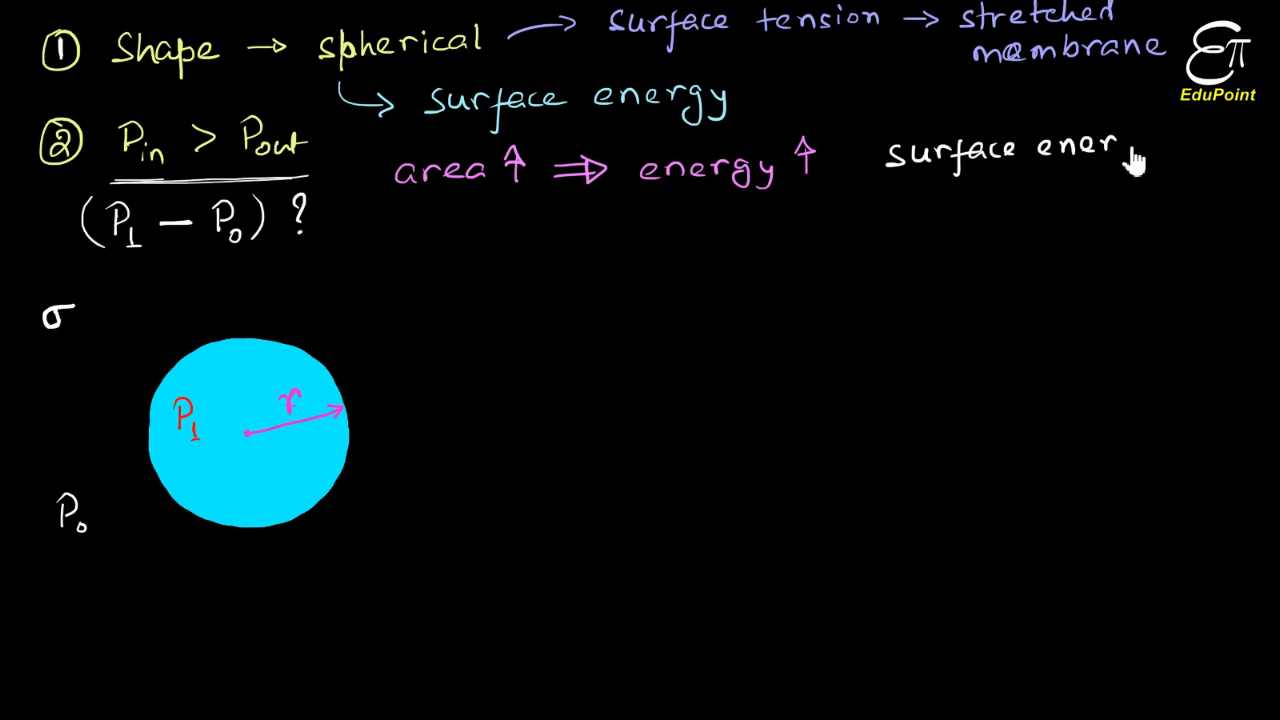 ① Shape → spherical → surface tension → stretched membrane
↳ surface energy
② Pin > Pout
area ↑ ⇒ energy ↑
surface ener
(P₁ − P₀) ?
σ
r
P₁
P₀
επ
EduPoint